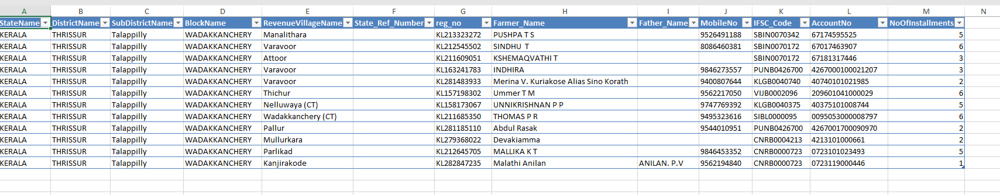 A B C D E F G H I J K L M N
StateName DistrictName SubDistrictName BlockName RevenueVillageName State_Ref_Number reg_no Farmer_Name Father_Name MobileNo IFSC_Code AccountNo NoOfInstallments
KERALA THRISSUR Talappilly WADAKKANCHERY Manalithara KL213323272 PUSHPA T S 9526491188 SBIN0070342 67174595525 5
KERALA THRISSUR Talappilly WADAKKANCHERY Varavoor KL212545502 SINDHU T 8086460381 SBIN0070172 67017463907 6
KERALA THRISSUR Talappilly WADAKKANCHERY Attoor KL211609051 KSHEMAQVATHI T SBIN0070172 67181317446 3
KERALA THRISSUR Talappilly WADAKKANCHERY Varavoor KL163241783 INDHIRA 9846273557 PUNB0426700 4267000100021207 3
KERALA THRISSUR Talappilly WADAKKANCHERY Varavoor KL281483933 Merina V. Kuriakose Alias Sino Korath 9400807644 KLGB0040740 40740101021985 2
KERALA THRISSUR Talappilly WADAKKANCHERY Thichur KL157198302 Ummer T M 9562217050 VIJB0002096 209601041000029 6
KERALA THRISSUR Talappilly WADAKKANCHERY Nelluwaya (CT) KL158173067 UNNIKRISHNAN P P 9747769392 KLGB0040375 40375101008744 5
KERALA THRISSUR Talappilly WADAKKANCHERY Wadakkanchery (CT) KL211685350 THOMAS P R 9495323616 SIBL0000095 0095053000008797 6
KERALA THRISSUR Talappilly WADAKKANCHERY Pallur KL281185110 Abdul Rasak 9544010951 PUNB0426700 4267001700090970 2
KERALA THRISSUR Talappilly WADAKKANCHERY Mullurkara KL279368022 Devakiamma CNRB0004213 4213101000661 2
KERALA THRISSUR Talappilly WADAKKANCHERY Parlikad KL212645705 MALLIKA K T 9846453352 CNRB0000723 0723101023493 5
KERALA THRISSUR Talappilly WADAKKANCHERY Kanjirakode KL282847235 Malathi Anilan ANILAN. P.V 9562194840 CNRB0000723 0723119000446 1